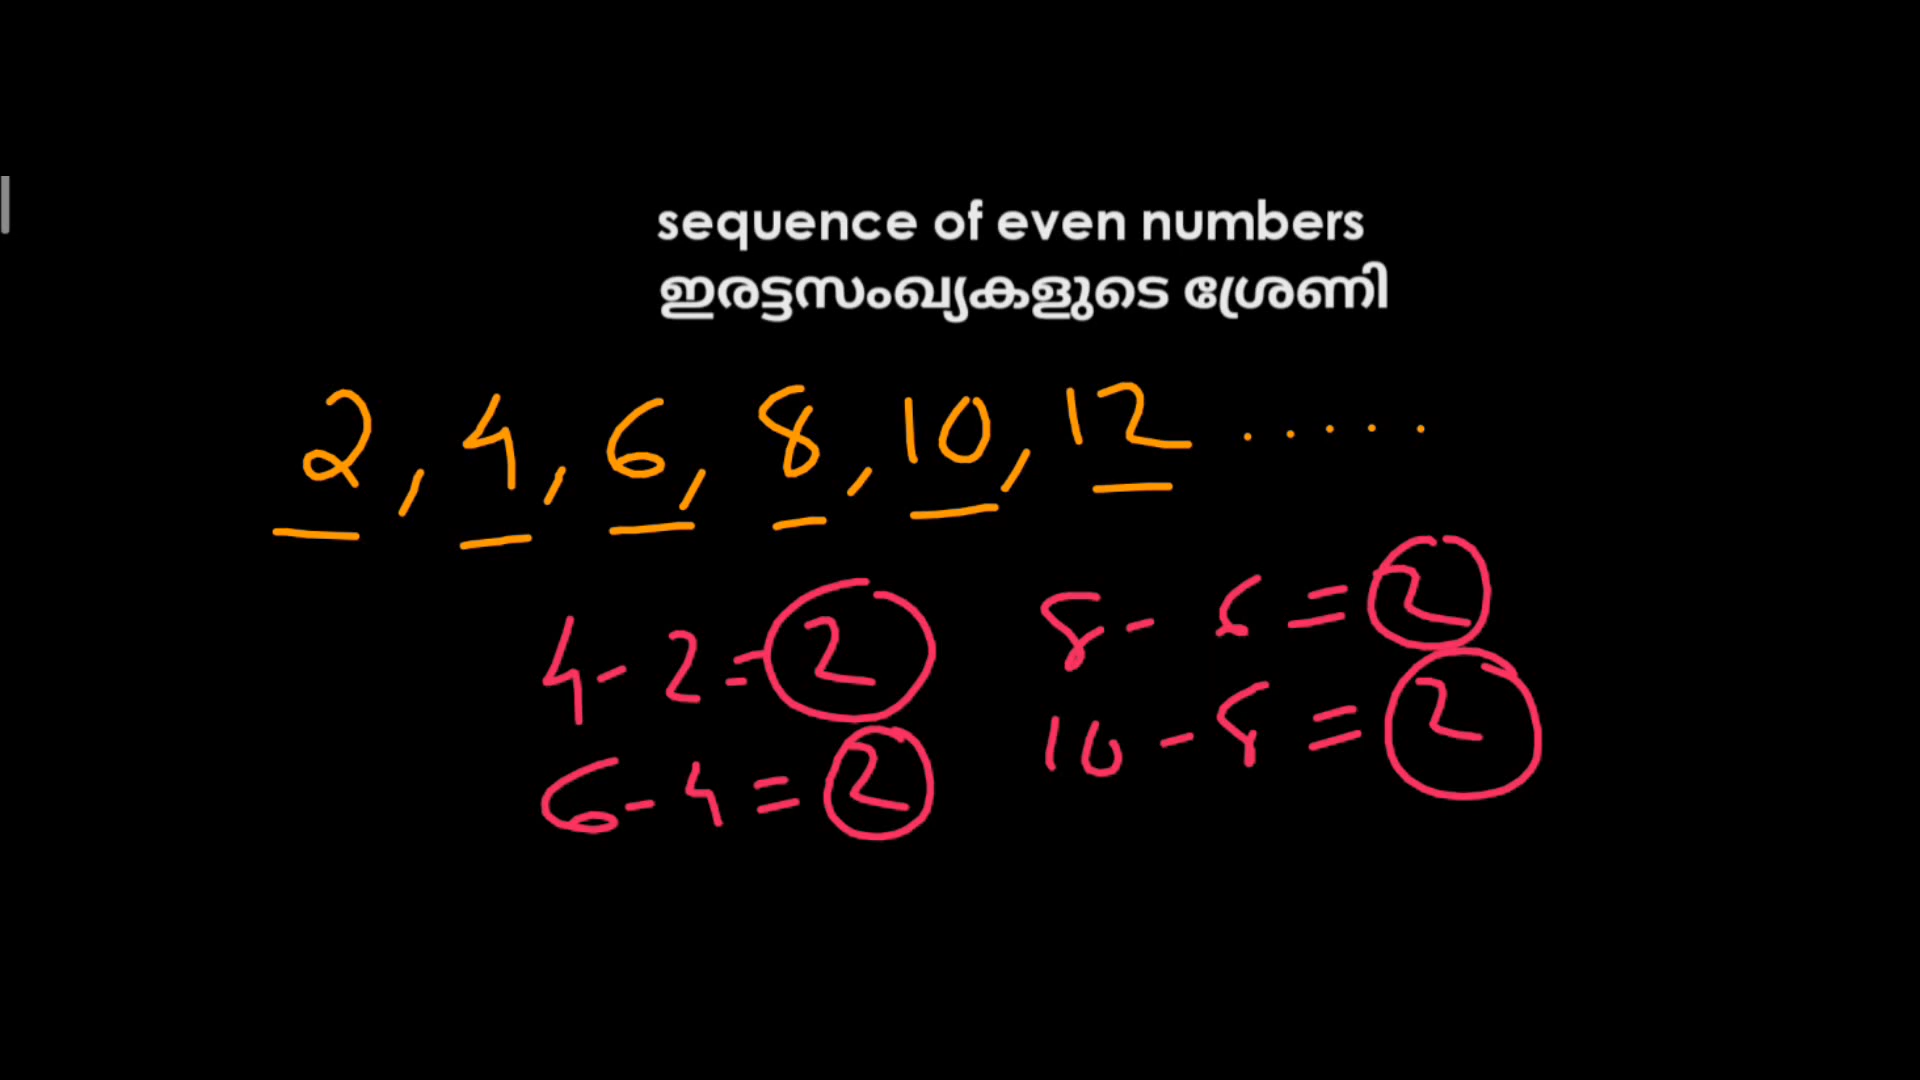 sequence of even numbers
ഇരട്ടസംഖ്യകളുടെ ശ്രേണി
2, 4, 6, 8, 10, 12 .....
4 - 2 = 2
6 - 4 = 2
8 - 6 = 2
10 - 8 = 2